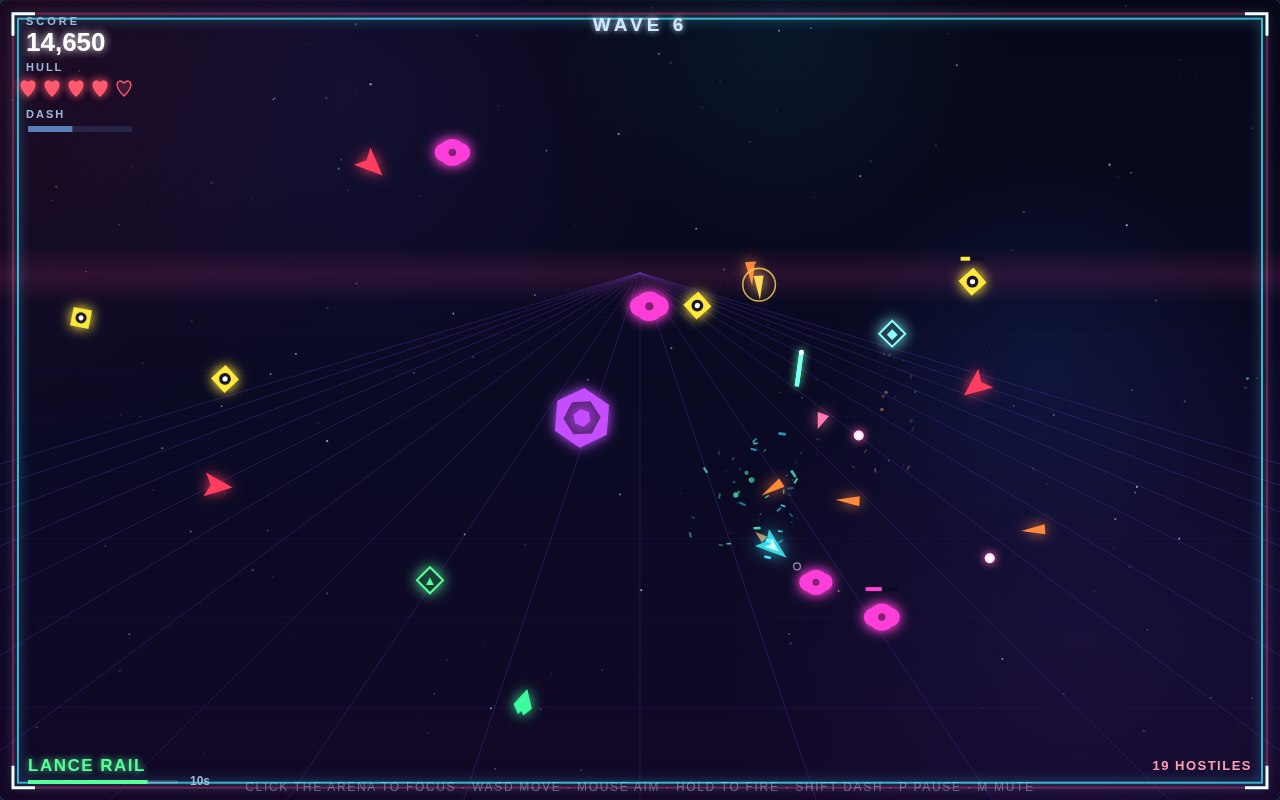 SCORE
WAVE 6
14,650
HULL
DASH
LANCE RAIL
10s
19 HOSTILES
CLICK THE ARENA TO FOCUS · WASD MOVE · MOUSE AIM · HOLD TO FIRE · SHIFT DASH · P PAUSE · M MUTE